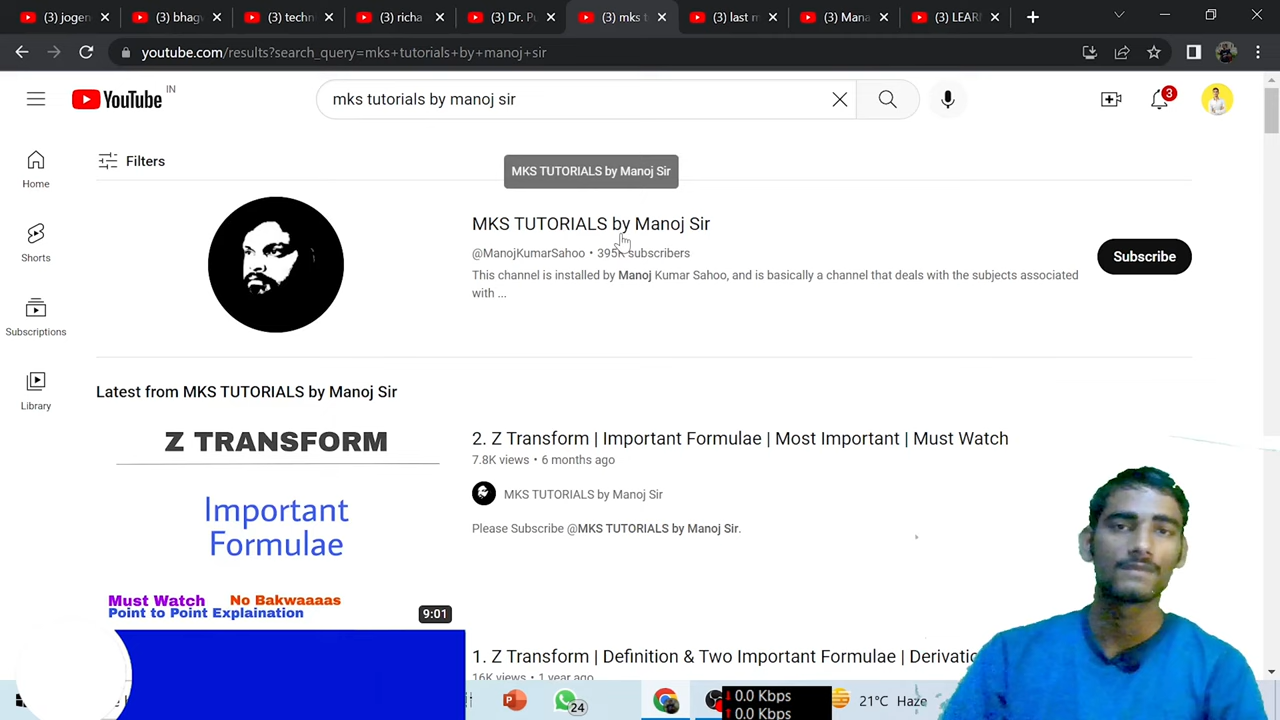 (3) jogen
(3) bhagv
(3) techn
(3) richa
(3) Dr. Pu
(3) mks t
(3) last m
(3) Mana
(3) LEAR
youtube.com/results?search_query=mks+tutorials+by+manoj+sir
YouTube IN
mks tutorials by manoj sir
3
Filters
Home
Shorts
Subscriptions
Library
MKS TUTORIALS by Manoj Sir
MKS TUTORIALS by Manoj Sir
@ManojKumarSahoo • 395K subscribers
This channel is installed by Manoj Kumar Sahoo, and is basically a channel that deals with the subjects associated
with ...
Subscribe
Latest from MKS TUTORIALS by Manoj Sir
Z TRANSFORM
Important
Formulae
Must Watch No Bakwaaaas
Point to Point Explaination
9:01
2. Z Transform | Important Formulae | Most Important | Must Watch
7.8K views • 6 months ago
MKS TUTORIALS by Manoj Sir
Please Subscribe @MKS TUTORIALS by Manoj Sir.
1. Z Transform | Definition & Two Important Formulae |
16K views • 1 year ago
24
0.0 Kbps
0.0 Kbps
21°C Haze